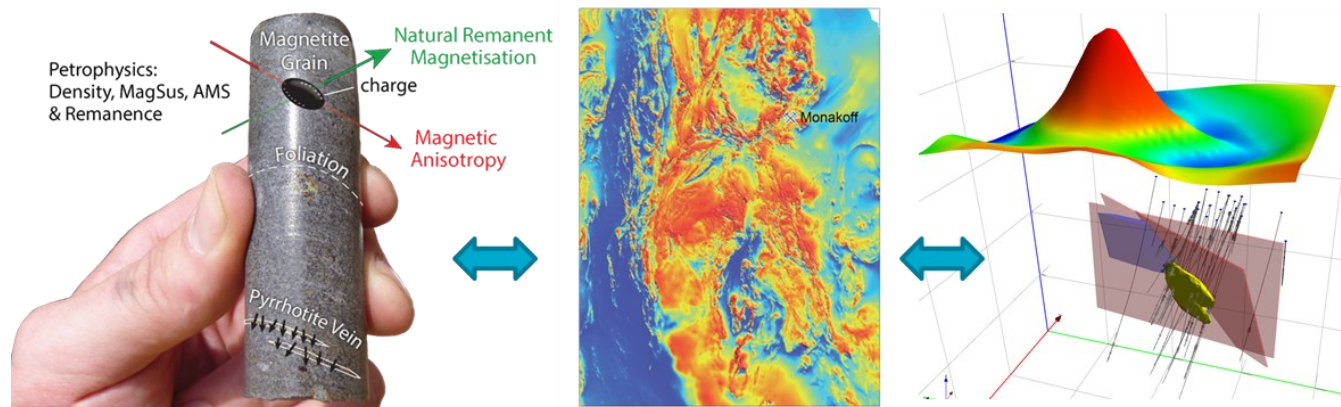 Petrophysics:
Density, MagSus, AMS
& Remanence
Magnetite
Grain
Natural Remanent
Magnetisation
charge
Magnetic
Anisotropy
Foliation
Pyrrhotite Vein
Monakoff